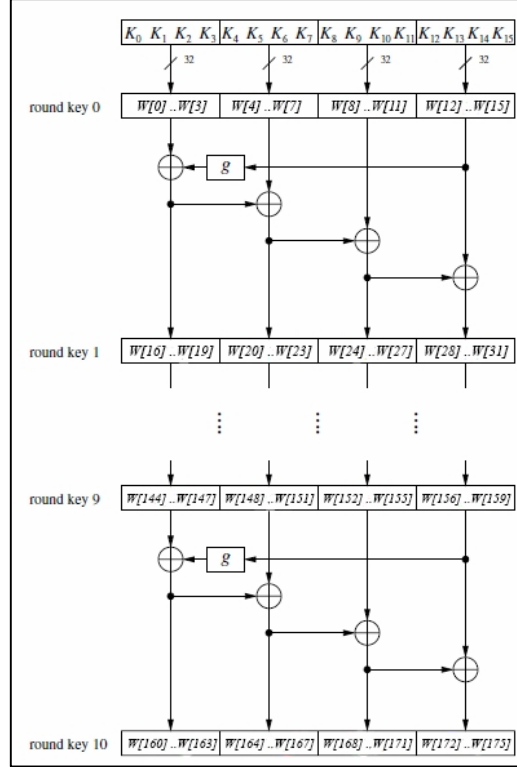 K0 K1 K2 K3 K4 K5 K6 K7 K8 K9 K10 K11 K12 K13 K14 K15
32 32 32 32
round key 0 W[0] ..W[3] W[4] ..W[7] W[8] ..W[11] W[12] ..W[15]
g
round key 1 W[16] ..W[19] W[20] ..W[23] W[24] ..W[27] W[28] ..W[31]
round key 9 W[144] ..W[147] W[148] ..W[151] W[152] ..W[155] W[156] ..W[159]
g
round key 10 W[160] ..W[163] W[164] ..W[167] W[168] ..W[171] W[172] ..W[175]